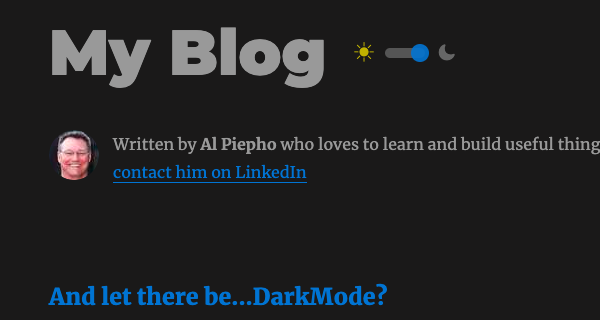 My Blog
Written by Al Piepho who loves to learn and build useful thing
contact him on LinkedIn
And let there be...DarkMode?